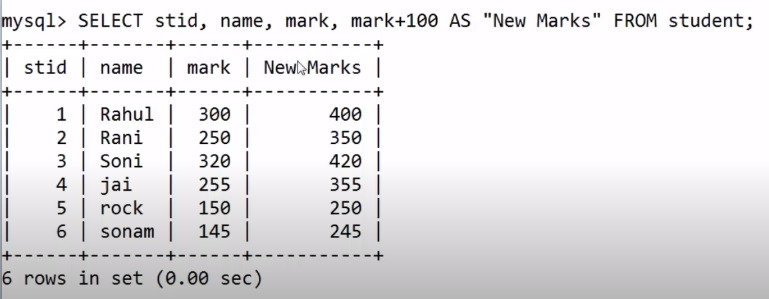 mysql> SELECT stid, name, mark, mark+100 AS "New Marks" FROM student;
+------+-------+------+-----------+
| stid | name  | mark | New Marks |
+------+-------+------+-----------+
|    1 | Rahul |  300 |       400 |
|    2 | Rani  |  250 |       350 |
|    3 | Soni  |  320 |       420 |
|    4 | jai   |  255 |       355 |
|    5 | rock  |  150 |       250 |
|    6 | sonam |  145 |       245 |
+------+-------+------+-----------+
6 rows in set (0.00 sec)